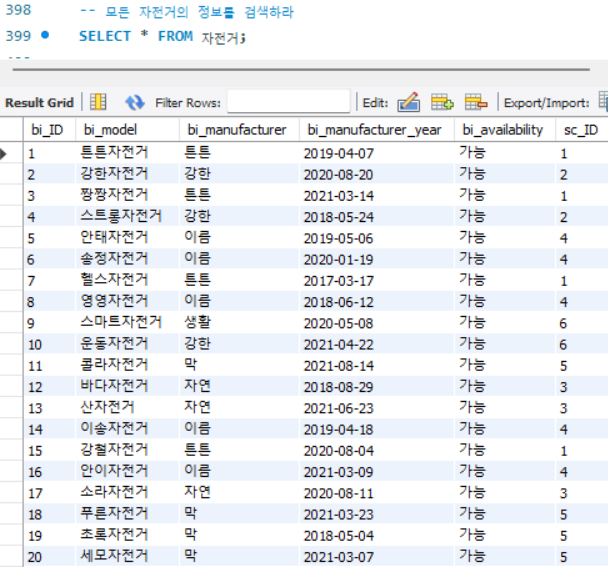 398 -- 모든 자전거의 정보를 검색하라
399 SELECT * FROM 자전거;
Result Grid Filter Rows: Edit: Export/Import:
bi_ID bi_model bi_manufacturer bi_manufacturer_year bi_availability sc_ID
1 튼튼자전거 튼튼 2019-04-07 가능 1
2 강한자전거 강한 2020-08-20 가능 2
3 짱짱자전거 튼튼 2021-03-14 가능 1
4 스트롱자전거 강한 2018-05-24 가능 2
5 안태자전거 이름 2019-05-06 가능 4
6 송정자전거 이름 2020-01-19 가능 4
7 헬스자전거 튼튼 2017-03-17 가능 1
8 영영자전거 이름 2018-06-12 가능 4
9 스마트자전거 생활 2020-05-08 가능 6
10 운동자전거 강한 2021-04-22 가능 6
11 콜라자전거 막 2021-08-14 가능 5
12 바다자전거 자연 2018-08-29 가능 3
13 산자전거 자연 2021-06-23 가능 3
14 이송자전거 이름 2019-04-18 가능 4
15 강철자전거 튼튼 2020-08-04 가능 1
16 안이자전거 이름 2021-03-09 가능 4
17 소라자전거 자연 2020-08-11 가능 3
18 푸른자전거 막 2021-03-23 가능 5
19 초록자전거 막 2018-05-04 가능 5
20 세모자전거 막 2021-03-07 가능 5